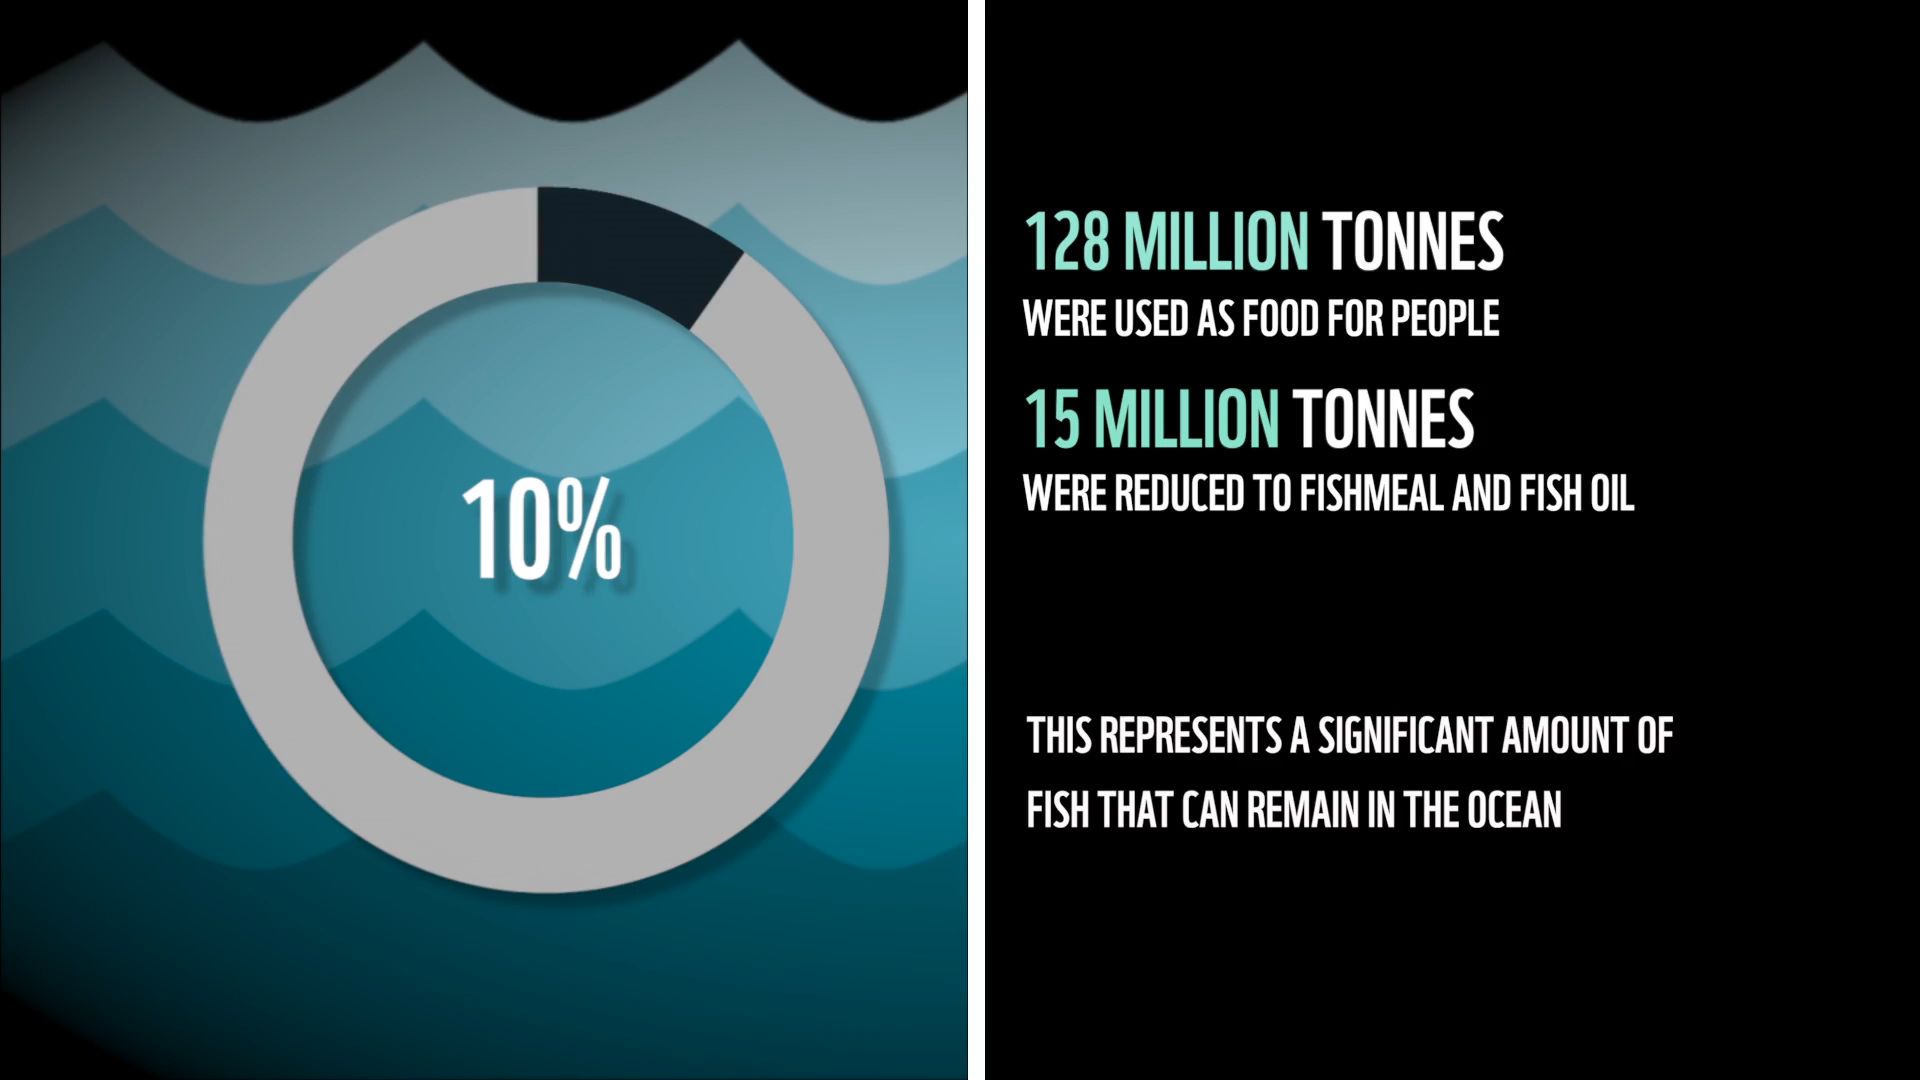 10%
128 MILLION TONNES
WERE USED AS FOOD FOR PEOPLE
15 MILLION TONNES
WERE REDUCED TO FISHMEAL AND FISH OIL
THIS REPRESENTS A SIGNIFICANT AMOUNT OF
FISH THAT CAN REMAIN IN THE OCEAN